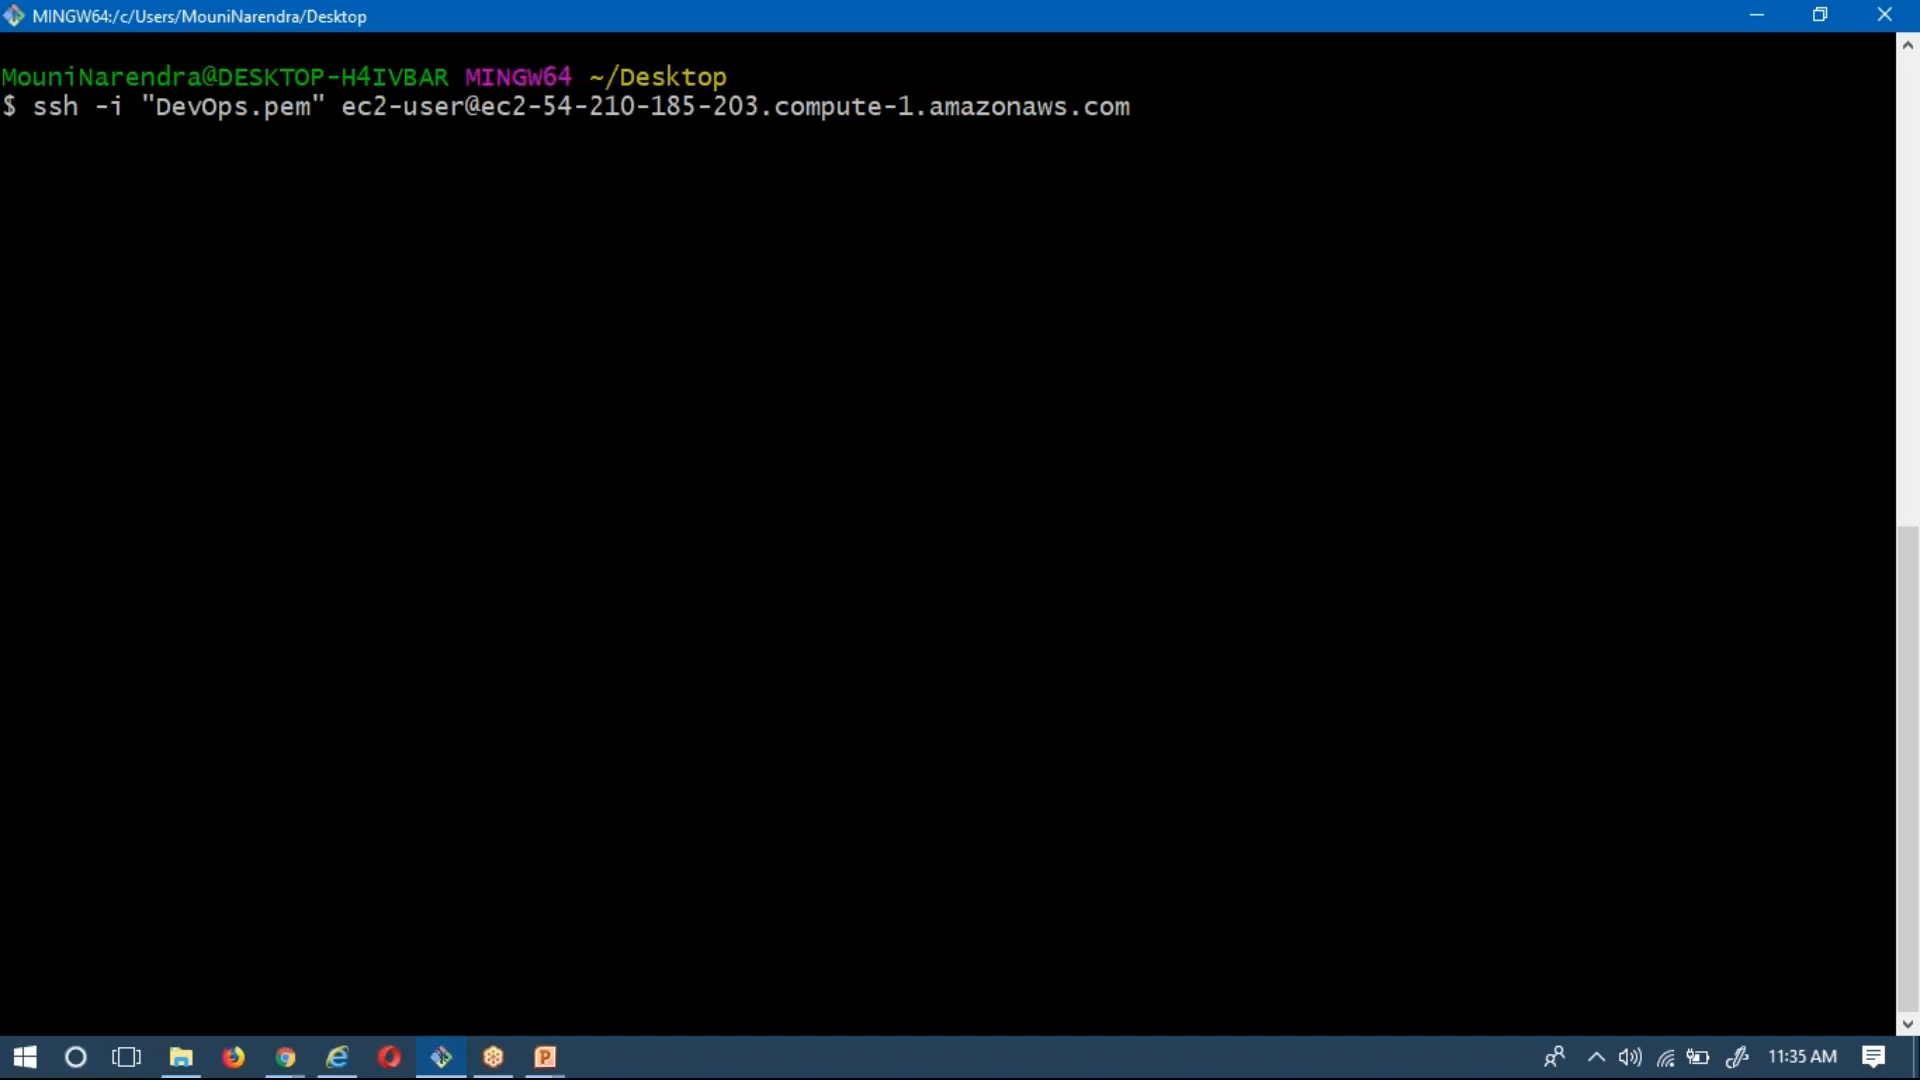 MINGW64:/c/Users/MouniNarendra/Desktop
MouniNarendra@DESKTOP-H4IVBAR MINGW64 ~/Desktop
$ ssh -i "DevOps.pem" ec2-user@ec2-54-210-185-203.compute-1.amazonaws.com
11:35 AM